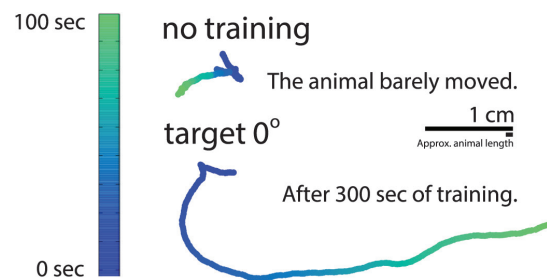 100 sec
no training
The animal barely moved.
1 cm
Approx. animal length
target 0°
After 300 sec of training.
0 sec